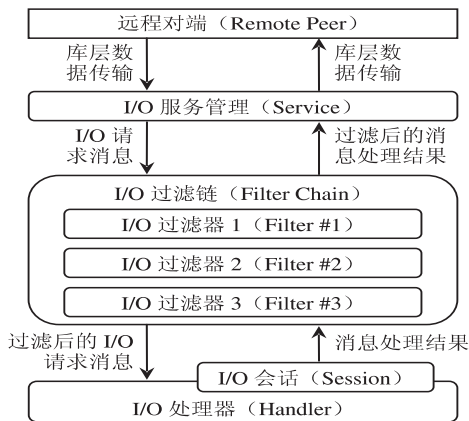 远程对端（Remote Peer）
库层数
据传输
库层数
据传输
I/O 服务管理（Service）
I/O 请
求消息
过滤后的消
息处理结果
I/O 过滤链（Filter Chain）
I/O 过滤器 1（Filter #1）
I/O 过滤器 2（Filter #2）
I/O 过滤器 3（Filter #3）
过滤后的 I/O
请求消息
消息处理结果
I/O 会话（Session）
I/O 处理器（Handler）